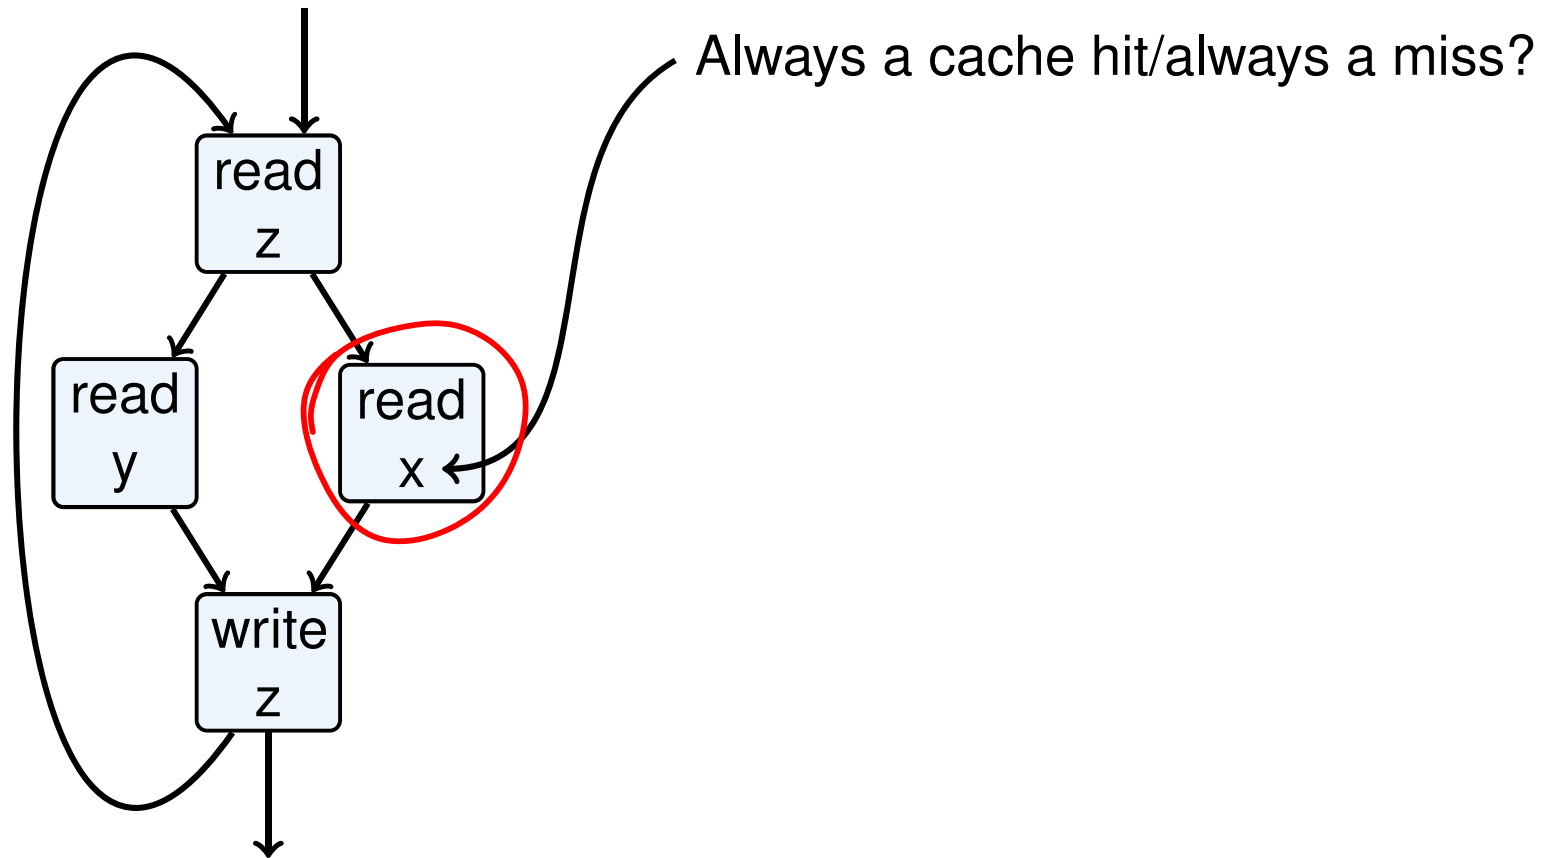 Always a cache hit/always a miss?
read
z
read
y
read
x
write
z